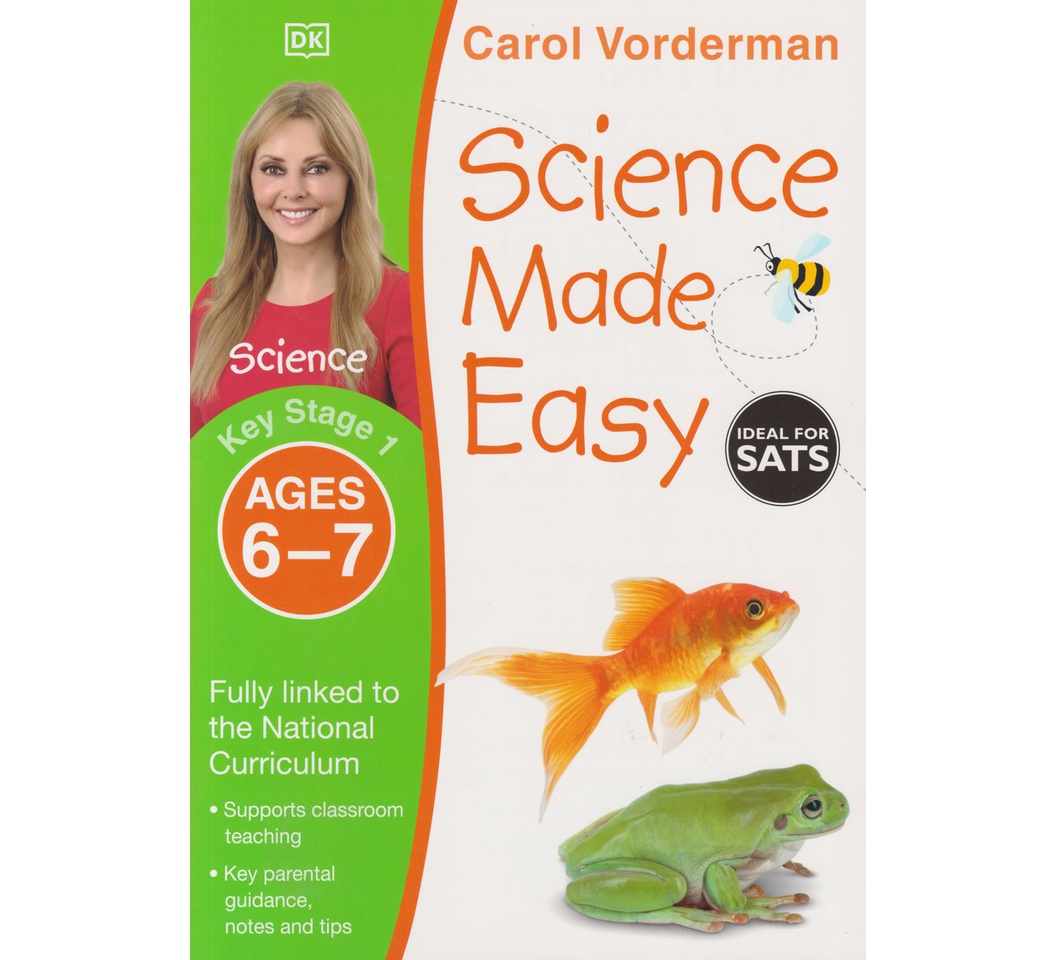 DK
Carol Vorderman
Science
Made
Easy
IDEAL FOR
SATS
Science
Key Stage 1
AGES
6–7
Fully linked to
the National
Curriculum
• Supports classroom
teaching
• Key parental
guidance,
notes and tips